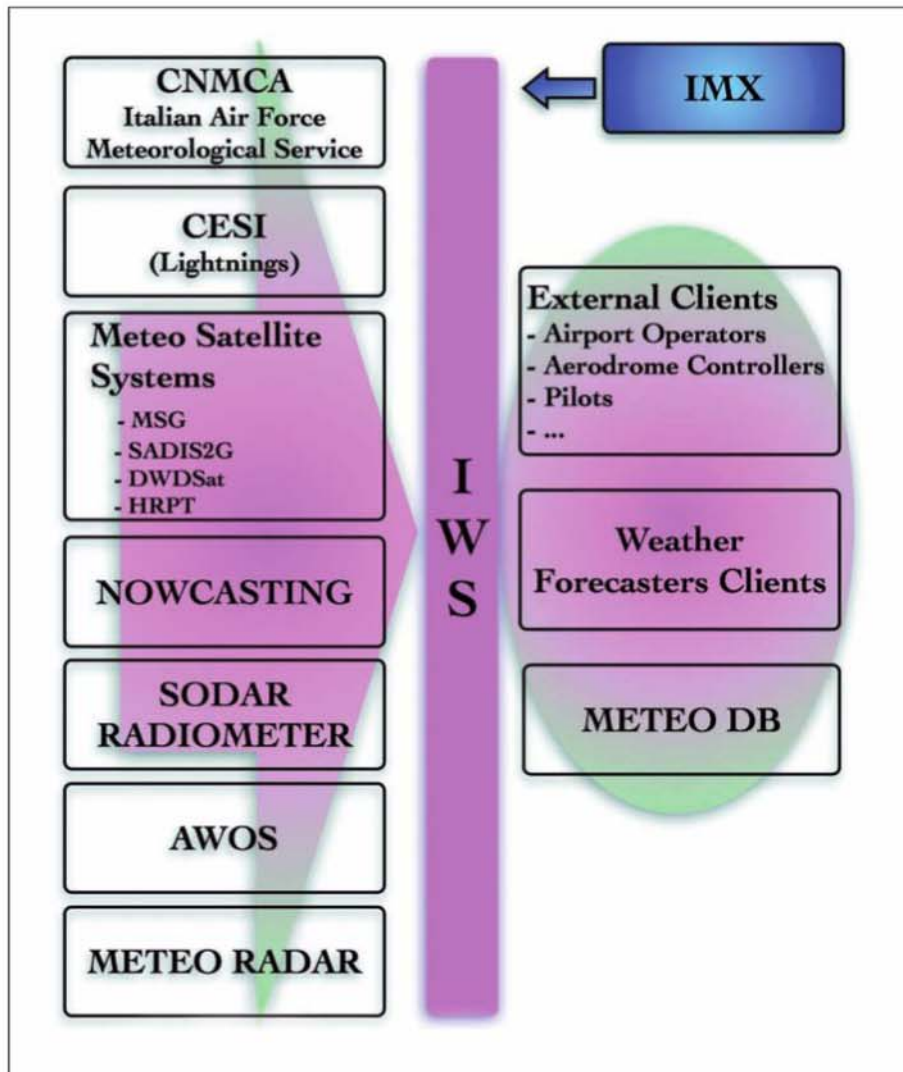 CNMCA
Italian Air Force
Meteorological Service
CESI
(Lightnings)
Meteo Satellite
Systems
- MSG
- SADIS2G
- DWDSat
- HRPT
NOWCASTING
SODAR
RADIOMETER
AWOS
METEO RADAR
I
W
S
IMX
External Clients
- Airport Operators
- Aerodrome Controllers
- Pilots
- ...
Weather
Forecasters Clients
METEO DB